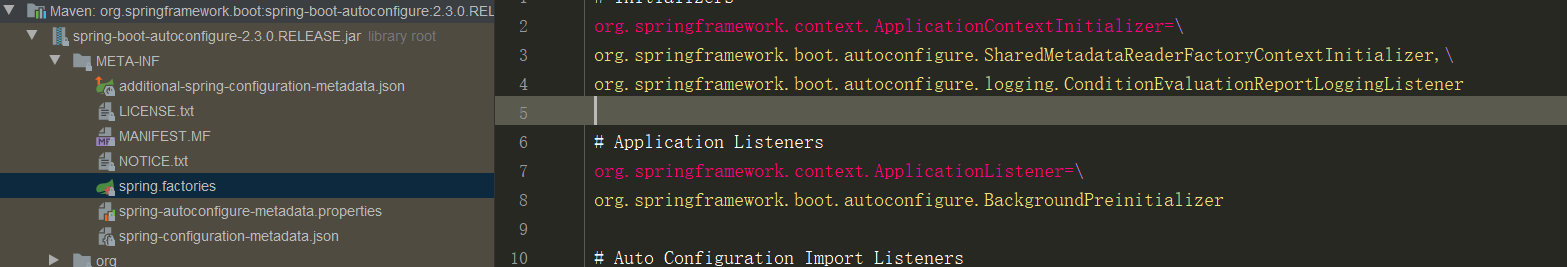 Maven: org.springframework.boot:spring-boot-autoconfigure:2.3.0.REL
spring-boot-autoconfigure-2.3.0.RELEASE.jar library root
META-INF
additional-spring-configuration-metadata.json
LICENSE.txt
MANIFEST.MF
NOTICE.txt
spring.factories
spring-autoconfigure-metadata.properties
spring-configuration-metadata.json
org
1 # Initializers
2 org.springframework.context.ApplicationContextInitializer=\
3 org.springframework.boot.autoconfigure.SharedMetadataReaderFactoryContextInitializer,\
4 org.springframework.boot.autoconfigure.logging.ConditionEvaluationReportLoggingListener
5
6 # Application Listeners
7 org.springframework.context.ApplicationListener=\
8 org.springframework.boot.autoconfigure.BackgroundPreinitializer
9
10 # Auto Configuration Import Listeners